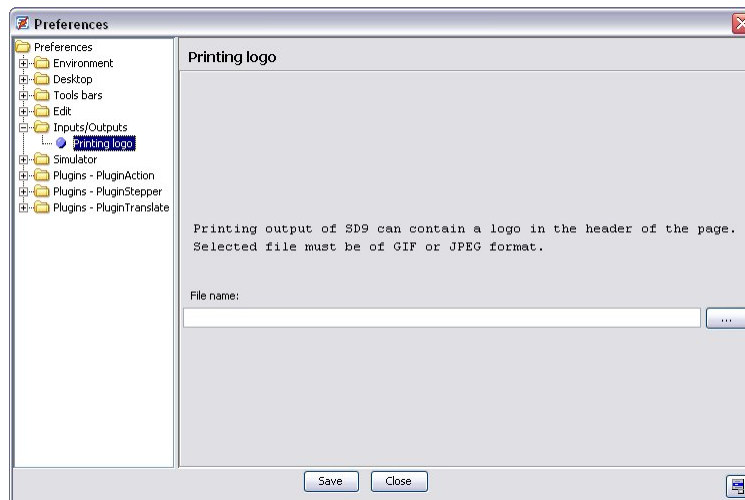 Preferences
Preferences
Environment
Desktop
Tools bars
Edit
Inputs/Outputs
Printing logo
Simulator
Plugins - PluginAction
Plugins - PluginStepper
Plugins - PluginTranslate
Printing logo
Printing output of SD9 can contain a logo in the header of the page.
Selected file must be of GIF or JPEG format.
File name:
...
Save Close